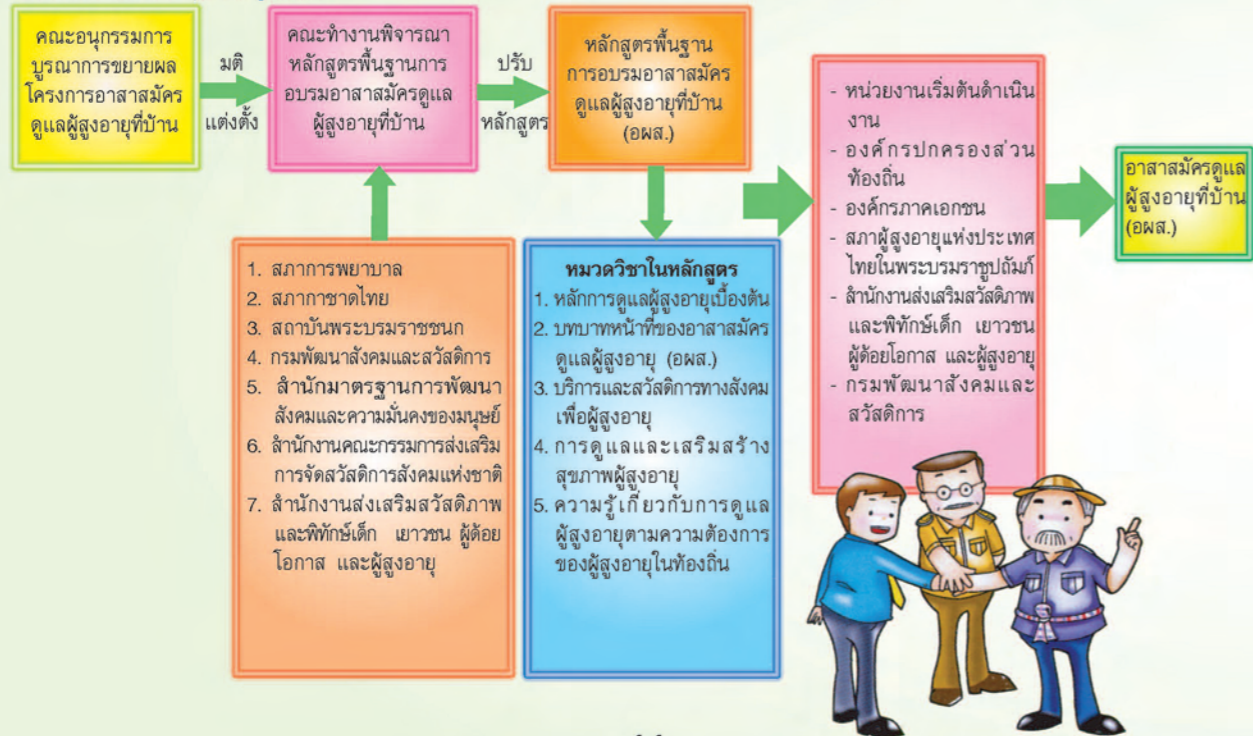 คณะอนุกรรมการ
บูรณาการขยายผล
โครงการอาสาสมัคร
ดูแลผู้สูงอายุที่บ้าน
มติ
แต่งตั้ง
คณะทำงานพิจารณา
หลักสูตรพื้นฐานการ
อบรมอาสาสมัครดูแล
ผู้สูงอายุที่บ้าน
ปรับ
หลักสูตร
หลักสูตรพื้นฐาน
การอบรมอาสาสมัคร
ดูแลผู้สูงอายุที่บ้าน
(อผส.)
1. สภาการพยาบาล
2. สภากาชาดไทย
3. สถาบันพระบรมราชชนก
4. กรมพัฒนาสังคมและสวัสดิการ
5. สำนักมาตรฐานการพัฒนา
สังคมและความมั่นคงของมนุษย์
6. สำนักงานคณะกรรมการส่งเสริม
การจัดสวัสดิการสังคมแห่งชาติ
7. สำนักงานส่งเสริมสวัสดิภาพ
และพิทักษ์เด็ก เยาวชน ผู้ด้อย
โอกาส และผู้สูงอายุ
หมวดวิชาในหลักสูตร
1. หลักการดูแลผู้สูงอายุเบื้องต้น
2. บทบาทหน้าที่ของอาสาสมัคร
ดูแลผู้สูงอายุ (อผส.)
3. บริการและสวัสดิการทางสังคม
เพื่อผู้สูงอายุ
4. การดูแลและเสริมสร้าง
สุขภาพผู้สูงอายุ
5. ความรู้เกี่ยวกับการดูแล
ผู้สูงอายุตามความต้องการ
ของผู้สูงอายุในท้องถิ่น
- หน่วยงานเริ่มต้นดำเนิน
งาน
- องค์กรปกครองส่วน
ท้องถิ่น
- องค์กรภาคเอกชน
- สภาผู้สูงอายุแห่งประเทศ
ไทยในพระบรมราชูปถัมภ์
- สำนักงานส่งเสริมสวัสดิภาพ
และพิทักษ์เด็ก เยาวชน
ผู้ด้อยโอกาส และผู้สูงอายุ
- กรมพัฒนาสังคมและ
สวัสดิการ
อาสาสมัครดูแล
ผู้สูงอายุที่บ้าน
(อผส.)